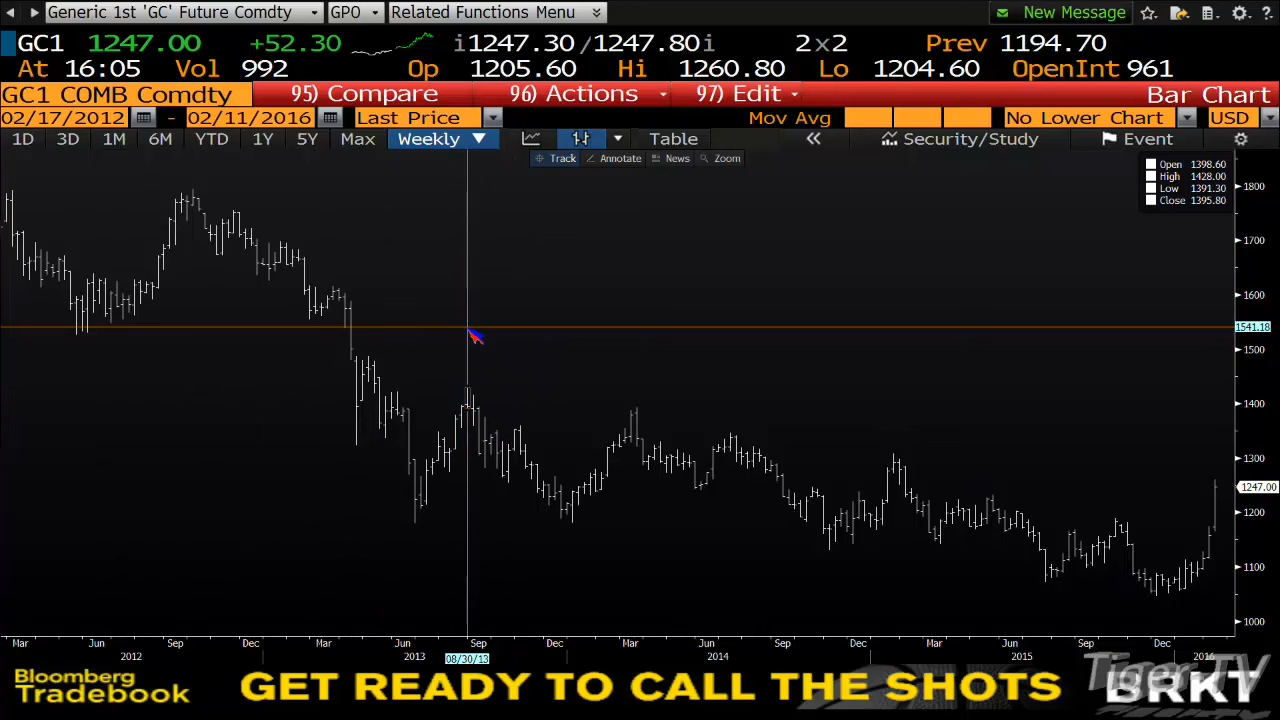 Generic 1st 'GC' Future Comdty GPO Related Functions Menu New Message
GC1 1247.00 +52.30 i1247.30 /1247.80i 2x2 Prev 1194.70
At 16:05 Vol 992 Op 1205.60 Hi 1260.80 Lo 1204.60 OpenInt 961
GC1 COMB Comdty 95) Compare 96) Actions 97) Edit Bar Chart
02/17/2012 - 02/11/2016 Last Price Mov Avg No Lower Chart USD
1D 3D 1M 6M YTD 1Y 5Y Max Weekly Table Security/Study Event
Track Annotate News Zoom
Open 1398.60
High 1428.00
Low 1391.30
Close 1395.80
1800
1700
1600
1541.18
1500
1400
1300
1247.00
1200
1100
1000
Mar Jun Sep Dec Mar Jun Sep Dec Mar Jun Sep Dec Mar Jun Sep Dec
2012 2013 08/30/13 2014 2015 2016
Bloomberg
Tradebook
GET READY TO CALL THE SHOTS
BRKT
Tiger TV